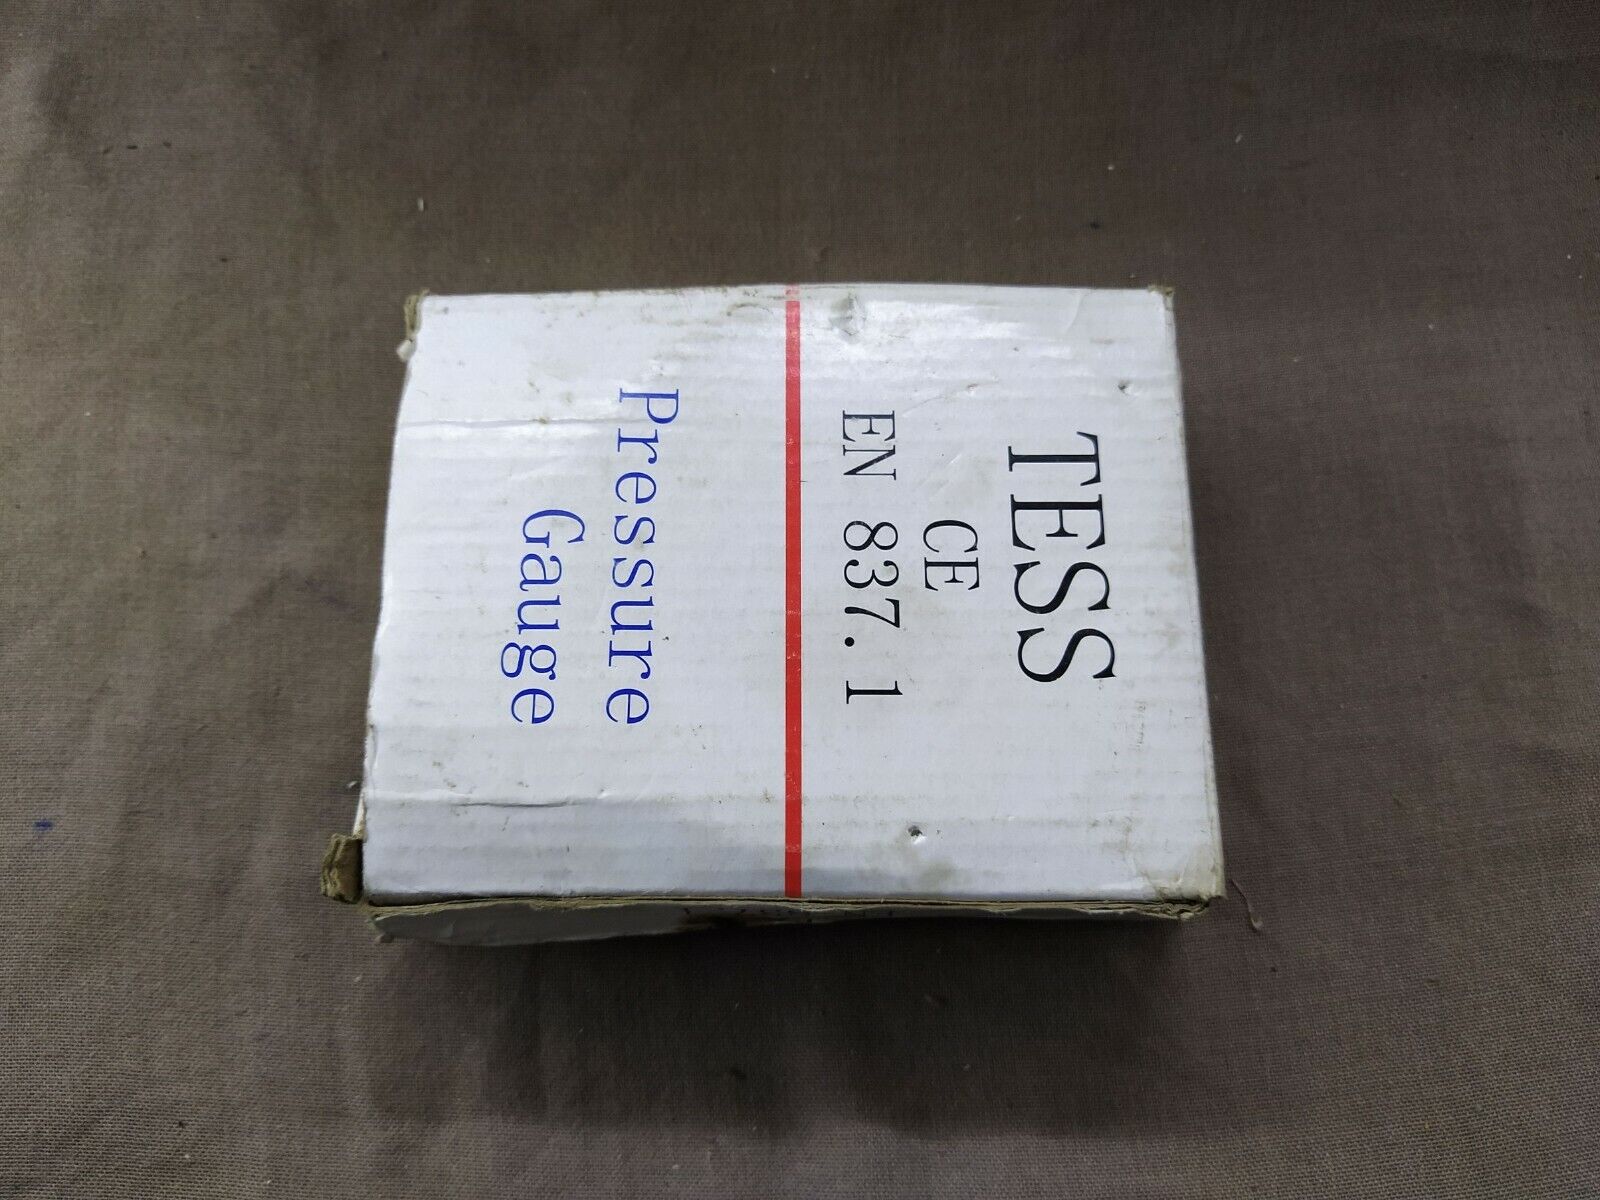 TESS
CE
EN 837.1
Pressure
Gauge